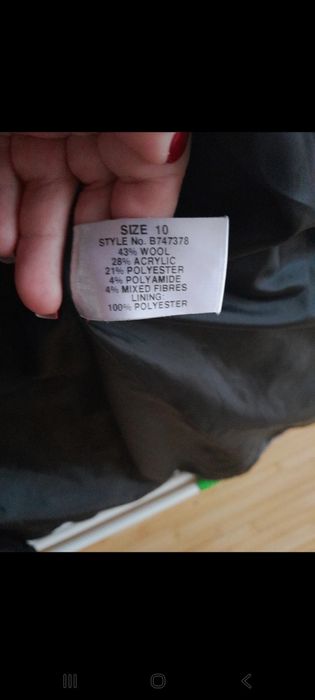 SIZE 10
STYLE No. B747378
43% WOOL
28% ACRYLIC
21% POLYESTER
4% POLYAMIDE
4% MIXED FIBRES
LINING:
100% POLYESTER